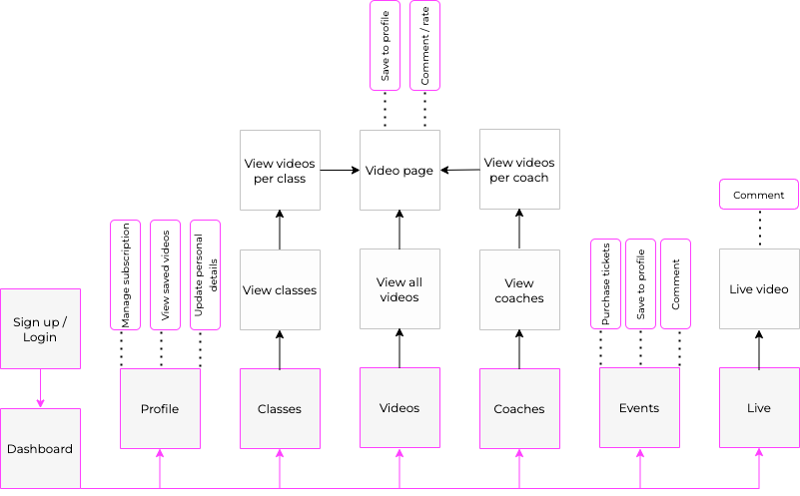 Save to profile
Comment / rate
View videos
per class
Video page
View videos
per coach
Comment
Manage subscription
View saved videos
Update personal
details
View classes
View all
videos
View
coaches
Purchase tickets
Save to profile
Comment
Live video
Sign up /
Login
Profile
Classes
Videos
Coaches
Events
Live
Dashboard